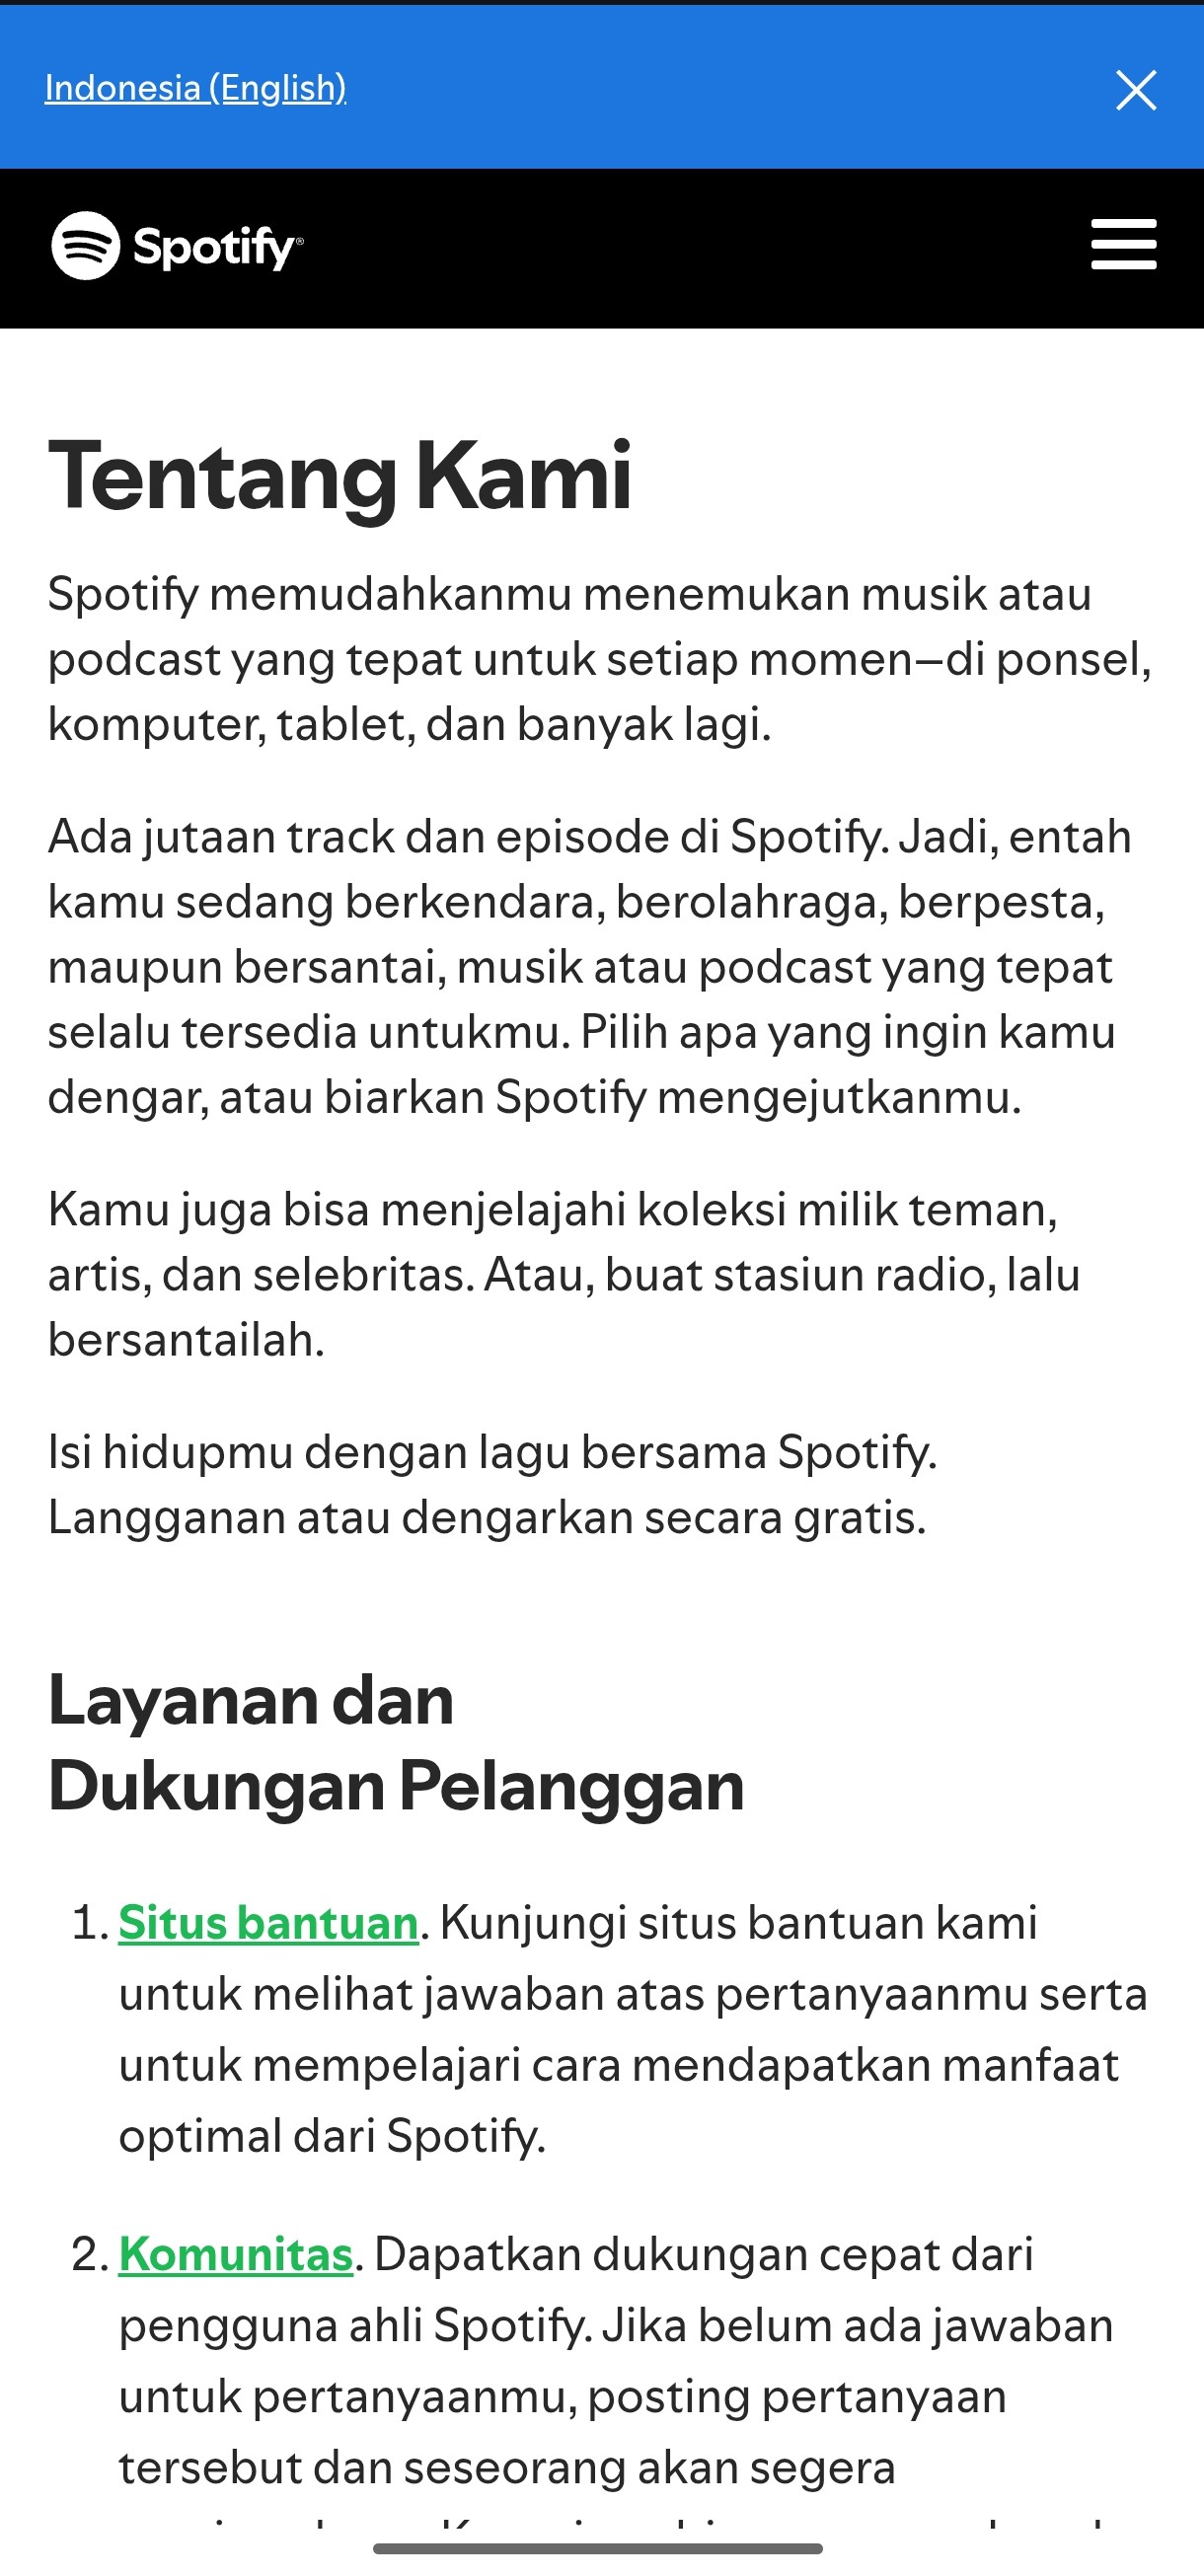 Indonesia (English)
Spotify®
Tentang Kami
Spotify memudahkanmu menemukan musik atau
podcast yang tepat untuk setiap momen—di ponsel,
komputer, tablet, dan banyak lagi.
Ada jutaan track dan episode di Spotify. Jadi, entah
kamu sedang berkendara, berolahraga, berpesta,
maupun bersantai, musik atau podcast yang tepat
selalu tersedia untukmu. Pilih apa yang ingin kamu
dengar, atau biarkan Spotify mengejutkanmu.
Kamu juga bisa menjelajahi koleksi milik teman,
artis, dan selebritas. Atau, buat stasiun radio, lalu
bersantailah.
Isi hidupmu dengan lagu bersama Spotify.
Langganan atau dengarkan secara gratis.
Layanan dan
Dukungan Pelanggan
1. Situs bantuan. Kunjungi situs bantuan kami
untuk melihat jawaban atas pertanyaanmu serta
untuk mempelajari cara mendapatkan manfaat
optimal dari Spotify.
2. Komunitas. Dapatkan dukungan cepat dari
pengguna ahli Spotify. Jika belum ada jawaban
untuk pertanyaanmu, posting pertanyaan
tersebut dan seseorang akan segera